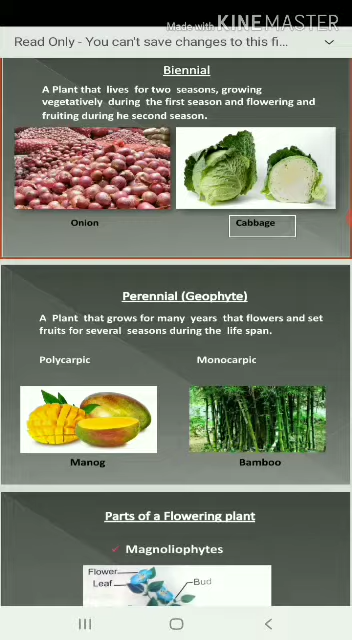 Made with KINEMASTER
Read Only - You can't save changes to this fi...
Biennial
A Plant that lives for two seasons, growing
vegetatively during the first season and flowering and
fruiting during he second season.
Onion
Cabbage
Perennial (Geophyte)
A Plant that grows for many years that flowers and set
fruits for several seasons during the life span.
Polycarpic
Monocarpic
Manog
Bamboo
Parts of a Flowering plant
✓ Magnoliophytes
Flower
Leaf
Bud